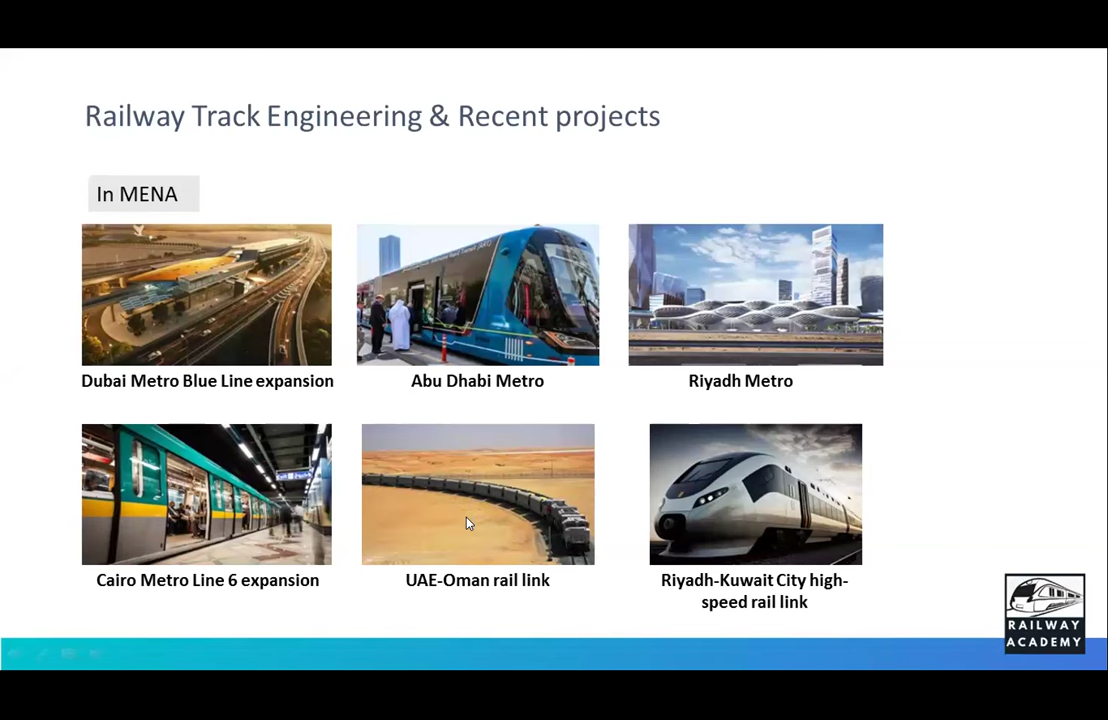 Railway Track Engineering & Recent projects
In MENA
Dubai Metro Blue Line expansion
Abu Dhabi Metro
Riyadh Metro
Cairo Metro Line 6 expansion
UAE-Oman rail link
Riyadh-Kuwait City high-
speed rail link
RAILWAY
ACADEMY